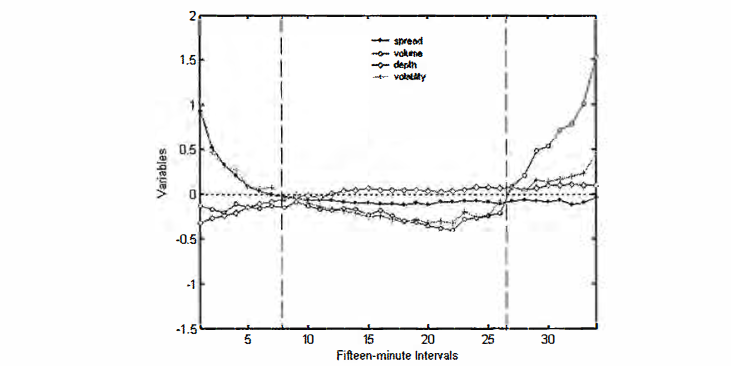 2
1.5
1
0.5
0
-0.5
-1
-1.5
Variables
spread
volume
depth
volatility
5
10
15
20
25
30
Fifteen-minute Intervals